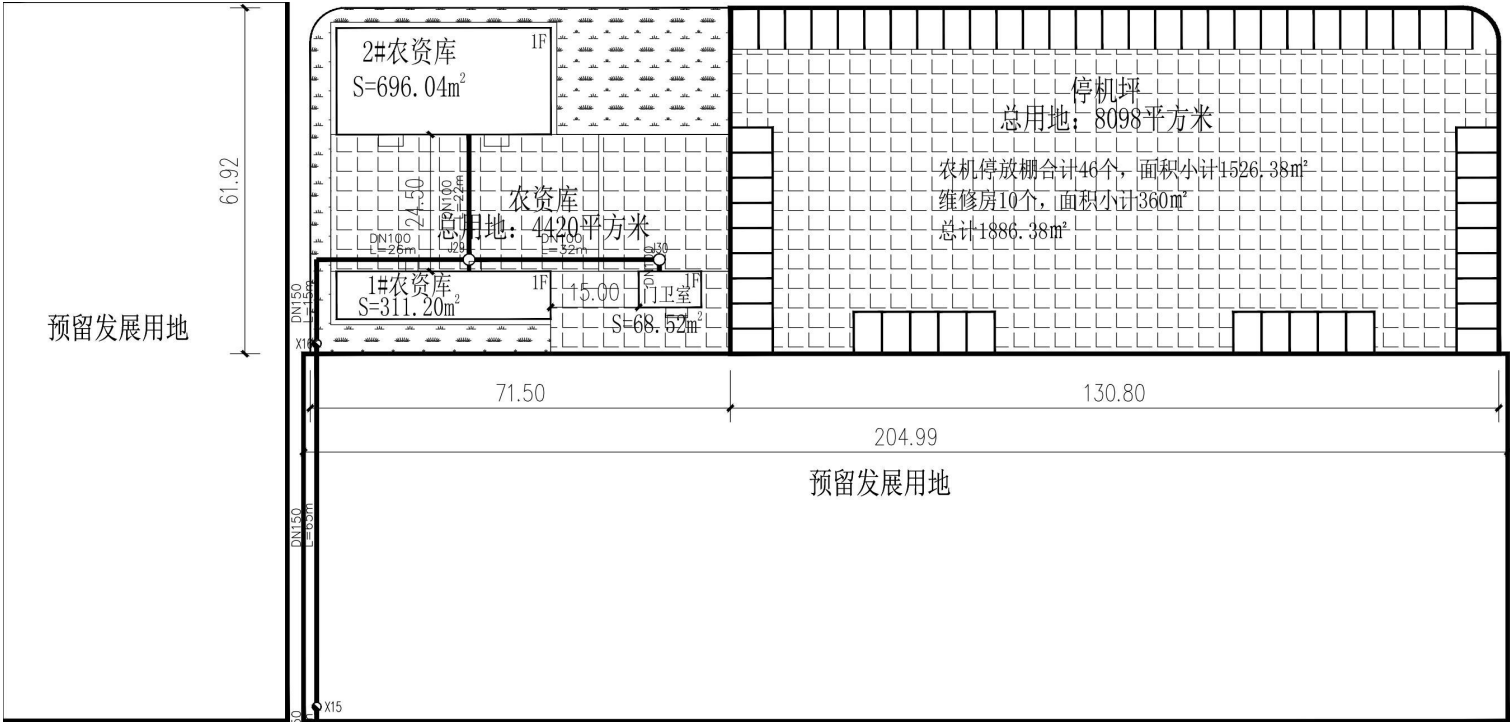 2#农资库
1F
S=696.04m²
停机坪
总用地：8098平方米
农机停放棚合计46个，面积小计1526.38㎡
维修房10个，面积小计360㎡
总计1886.38㎡
61.92
24.50
DN100
L=22m
农资库
总用地：4420平方米
DN100
L=26m
J29
DN100
L=32m
J30
DN100
1#农资库
1F
S=311.20m²
15.00
1F
门卫室
S=68.52m²
DN150
L=15m
预留发展用地
X16
71.50
130.80
204.99
预留发展用地
DN150
L=65m
X15